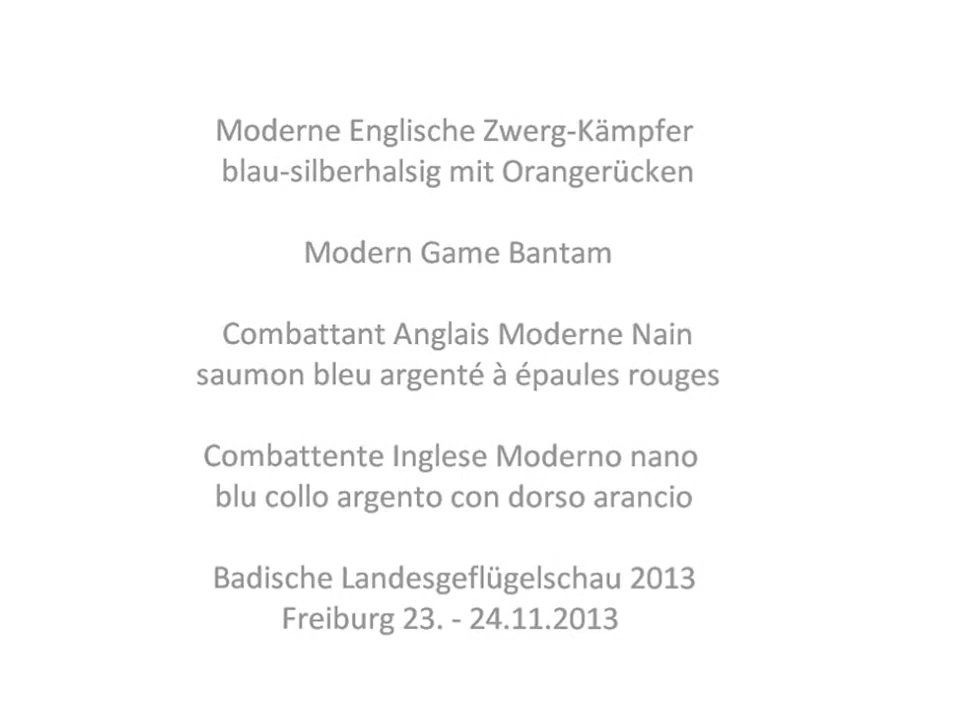 Moderne Englische Zwerg-Kämpfer
blau-silberhalsig mit Orangerücken
Modern Game Bantam
Combattant Anglais Moderne Nain
saumon bleu argenté à épaules rouges
Combattente Inglese Moderno nano
blu collo argento con dorso arancio
Badische Landesgeflügelschau 2013
Freiburg 23. - 24.11.2013